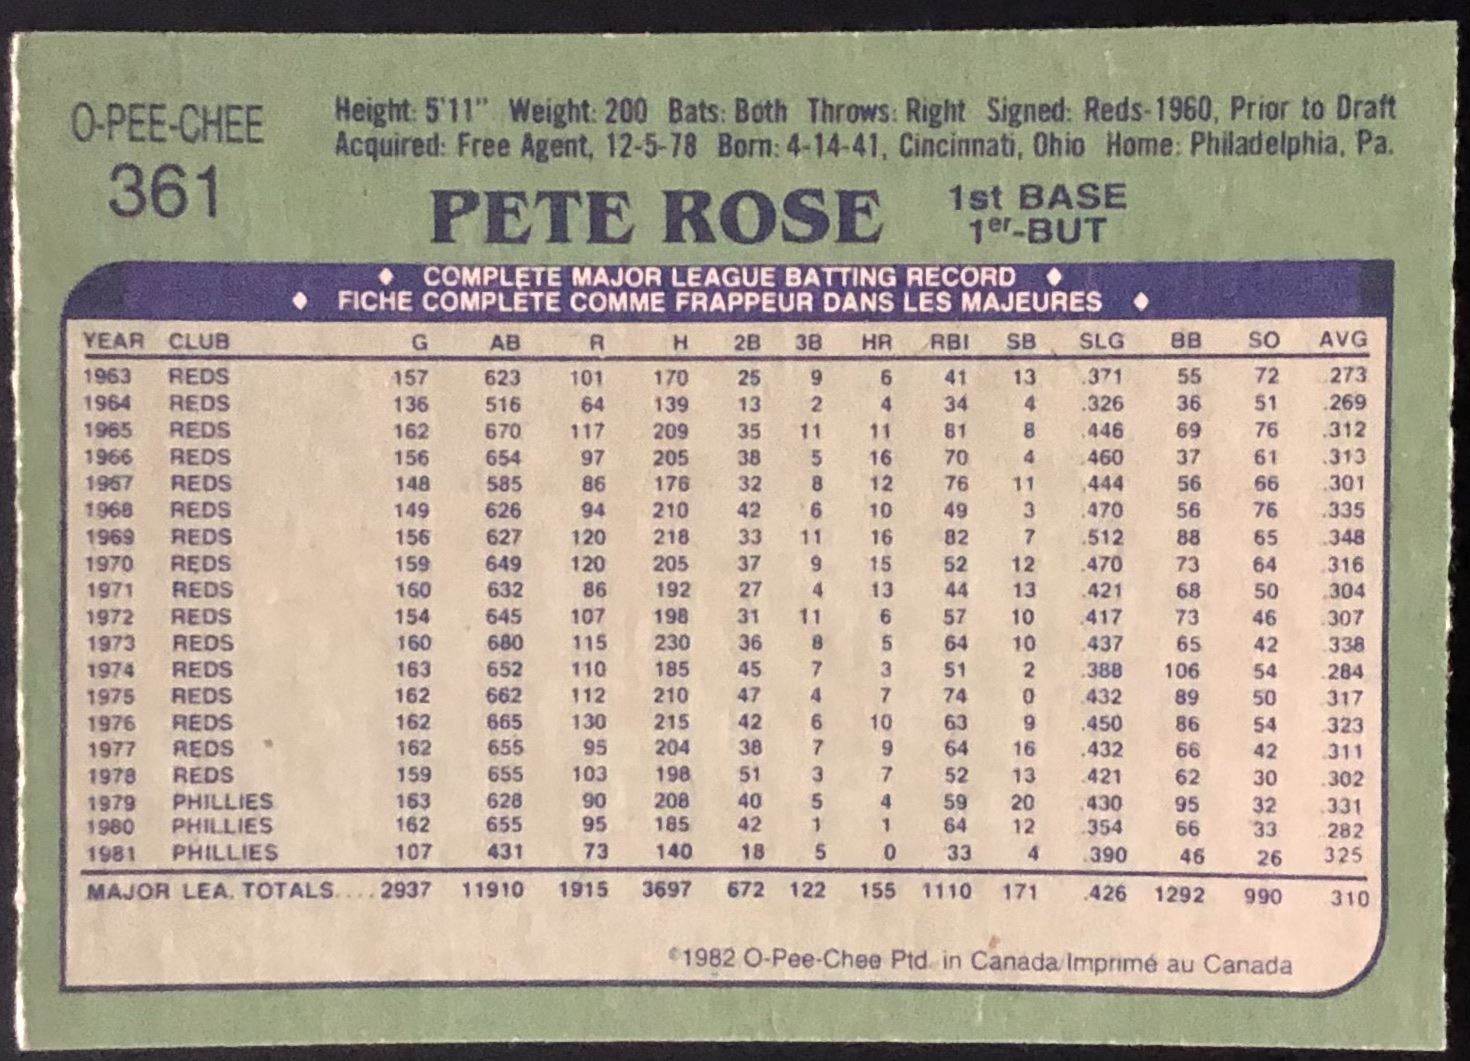 O-PEE-CHEE
361
Height: 5'11" Weight: 200 Bats: Both Throws: Right Signed: Reds-1960, Prior to Draft
Acquired: Free Agent, 12-5-78 Born: 4-14-41, Cincinnati, Ohio Home: Philadelphia, Pa.
PETE ROSE
1st BASE
1er-BUT
♦ COMPLETE MAJOR LEAGUE BATTING RECORD ♦
♦ FICHE COMPLÈTE COMME FRAPPEUR DANS LES MAJEURES ♦
YEAR CLUB G AB R H 2B 3B HR RBI SB SLG BB SO AVG
1963 REDS 157 623 101 170 25 9 6 41 13 .371 55 72 .273
1964 REDS 136 516 64 139 13 2 4 34 4 .326 36 51 .269
1965 REDS 162 670 117 209 35 11 11 81 8 .446 69 76 .312
1966 REDS 156 654 97 205 38 5 16 70 4 .460 37 61 .313
1967 REDS 148 585 86 176 32 8 12 76 11 .444 56 66 .301
1968 REDS 149 626 94 210 42 6 10 49 3 .470 56 76 .335
1969 REDS 156 627 120 218 33 11 16 82 7 .512 88 65 .348
1970 REDS 159 649 120 205 37 9 15 52 12 .470 73 64 .316
1971 REDS 160 632 86 192 27 4 13 44 13 .421 68 50 .304
1972 REDS 154 645 107 198 31 11 6 57 10 .417 73 46 .307
1973 REDS 160 680 115 230 36 8 5 64 10 .437 65 42 .338
1974 REDS 163 652 110 185 45 7 3 51 2 .388 106 54 .284
1975 REDS 162 662 112 210 47 4 7 74 0 .432 89 50 .317
1976 REDS 162 665 130 215 42 6 10 63 9 .450 86 54 .323
1977 REDS 162 655 95 204 38 7 9 64 16 .432 66 42 .311
1978 REDS 159 655 103 198 51 3 7 52 13 .421 62 30 .302
1979 PHILLIES 163 628 90 208 40 5 4 59 20 .430 95 32 .331
1980 PHILLIES 162 655 95 185 42 1 1 64 12 .354 66 33 .282
1981 PHILLIES 107 431 73 140 18 5 0 33 4 .390 46 26 .325
MAJOR LEA. TOTALS.... 2937 11910 1915 3697 672 122 155 1110 171 .426 1292 990 .310
©1982 O-Pee-Chee Ptd. in Canada/Imprimé au Canada